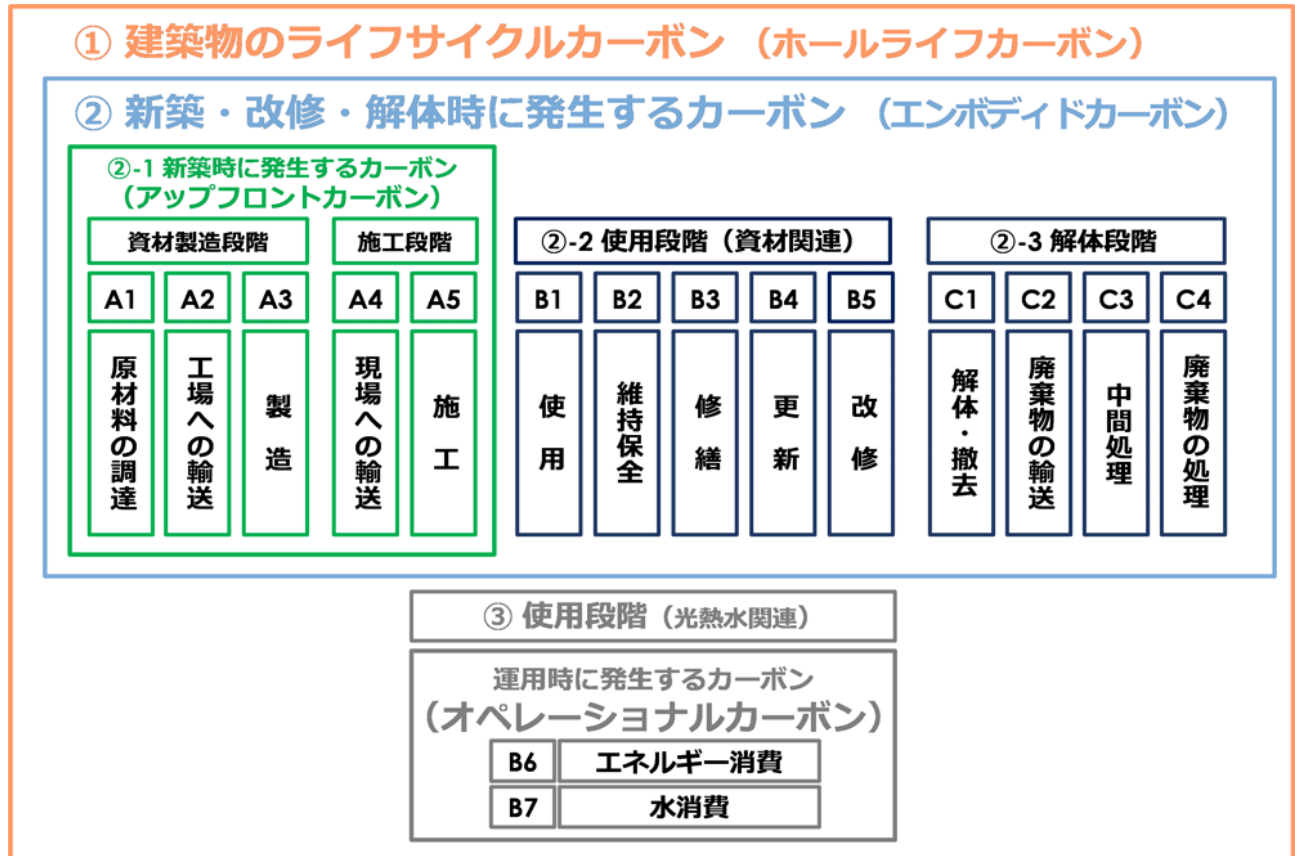 ① 建築物のライフサイクルカーボン （ホールライフカーボン）
② 新築・改修・解体時に発生するカーボン （エンボディドカーボン）
②-1 新築時に発生するカーボン
（アップフロントカーボン）
資材製造段階
施工段階
②-2 使用段階（資材関連）
②-3 解体段階
A1
A2
A3
A4
A5
B1
B2
B3
B4
B5
C1
C2
C3
C4
原材料の調達
工場への輸送
製造
現場への輸送
施工
使用
維持保全
修繕
更新
改修
解体・撤去
廃棄物の輸送
中間処理
廃棄物の処理
③ 使用段階（光熱水関連）
運用時に発生するカーボン
（オペレーショナルカーボン）
B6 エネルギー消費
B7 水消費